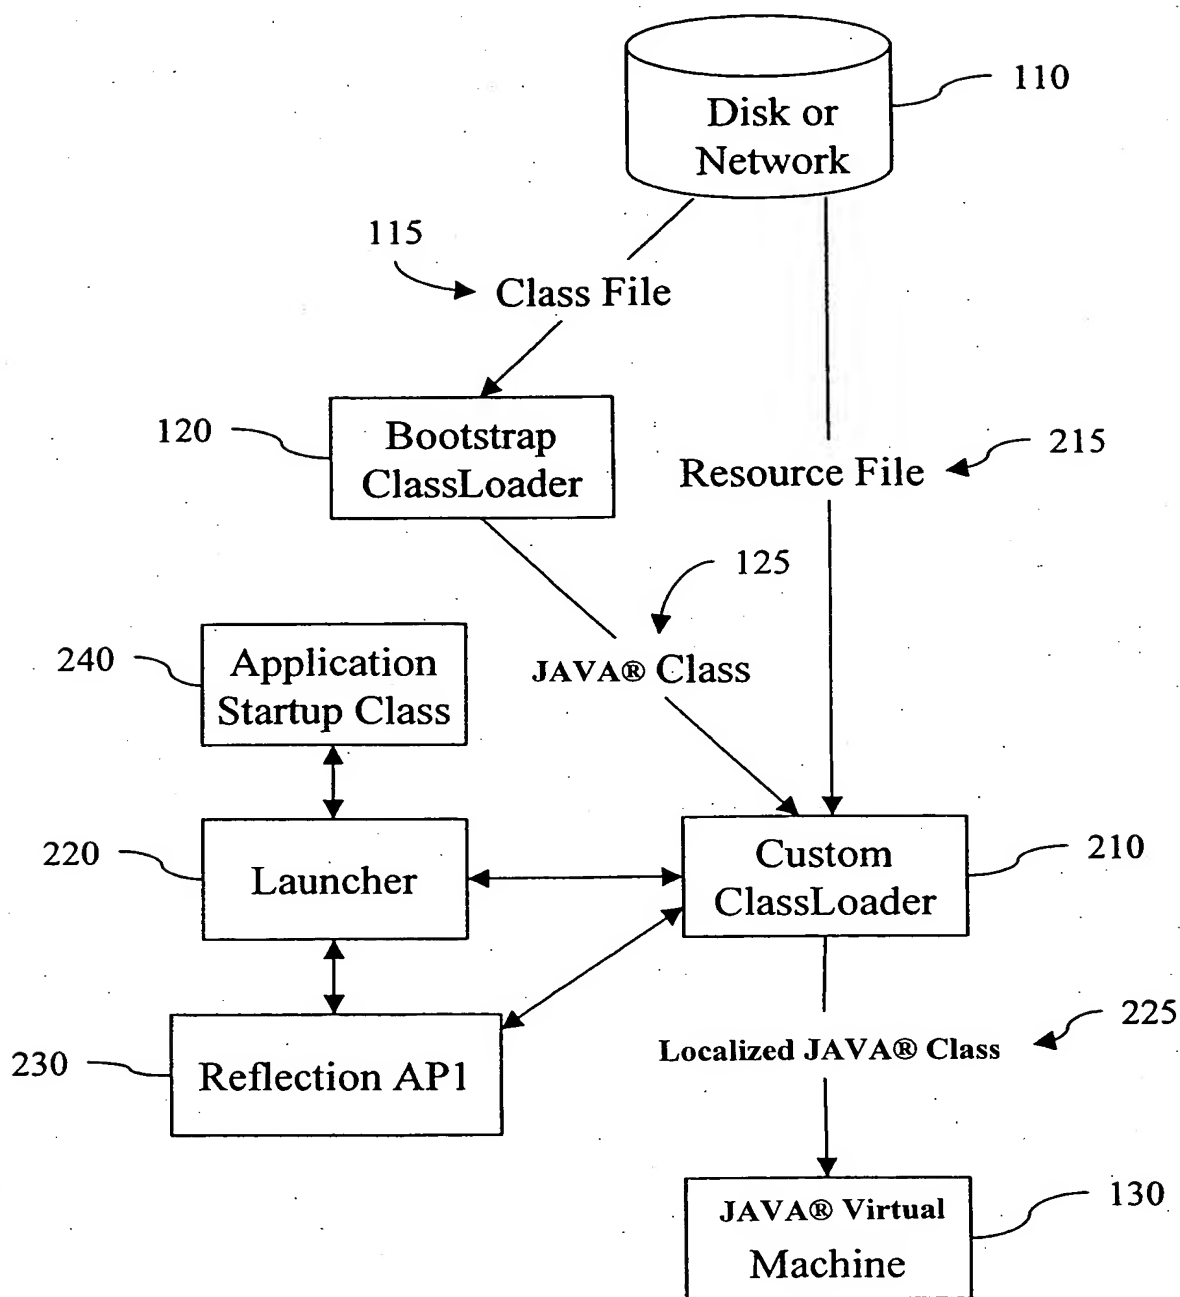 Disk or
Network
110
115
Class File
120
Bootstrap
ClassLoader
Resource File
215
125
JAVA® Class
240
Application
Startup Class
220
Launcher
Custom
ClassLoader
210
230
Reflection AP1
Localized JAVA® Class
225
JAVA® Virtual
Machine
130